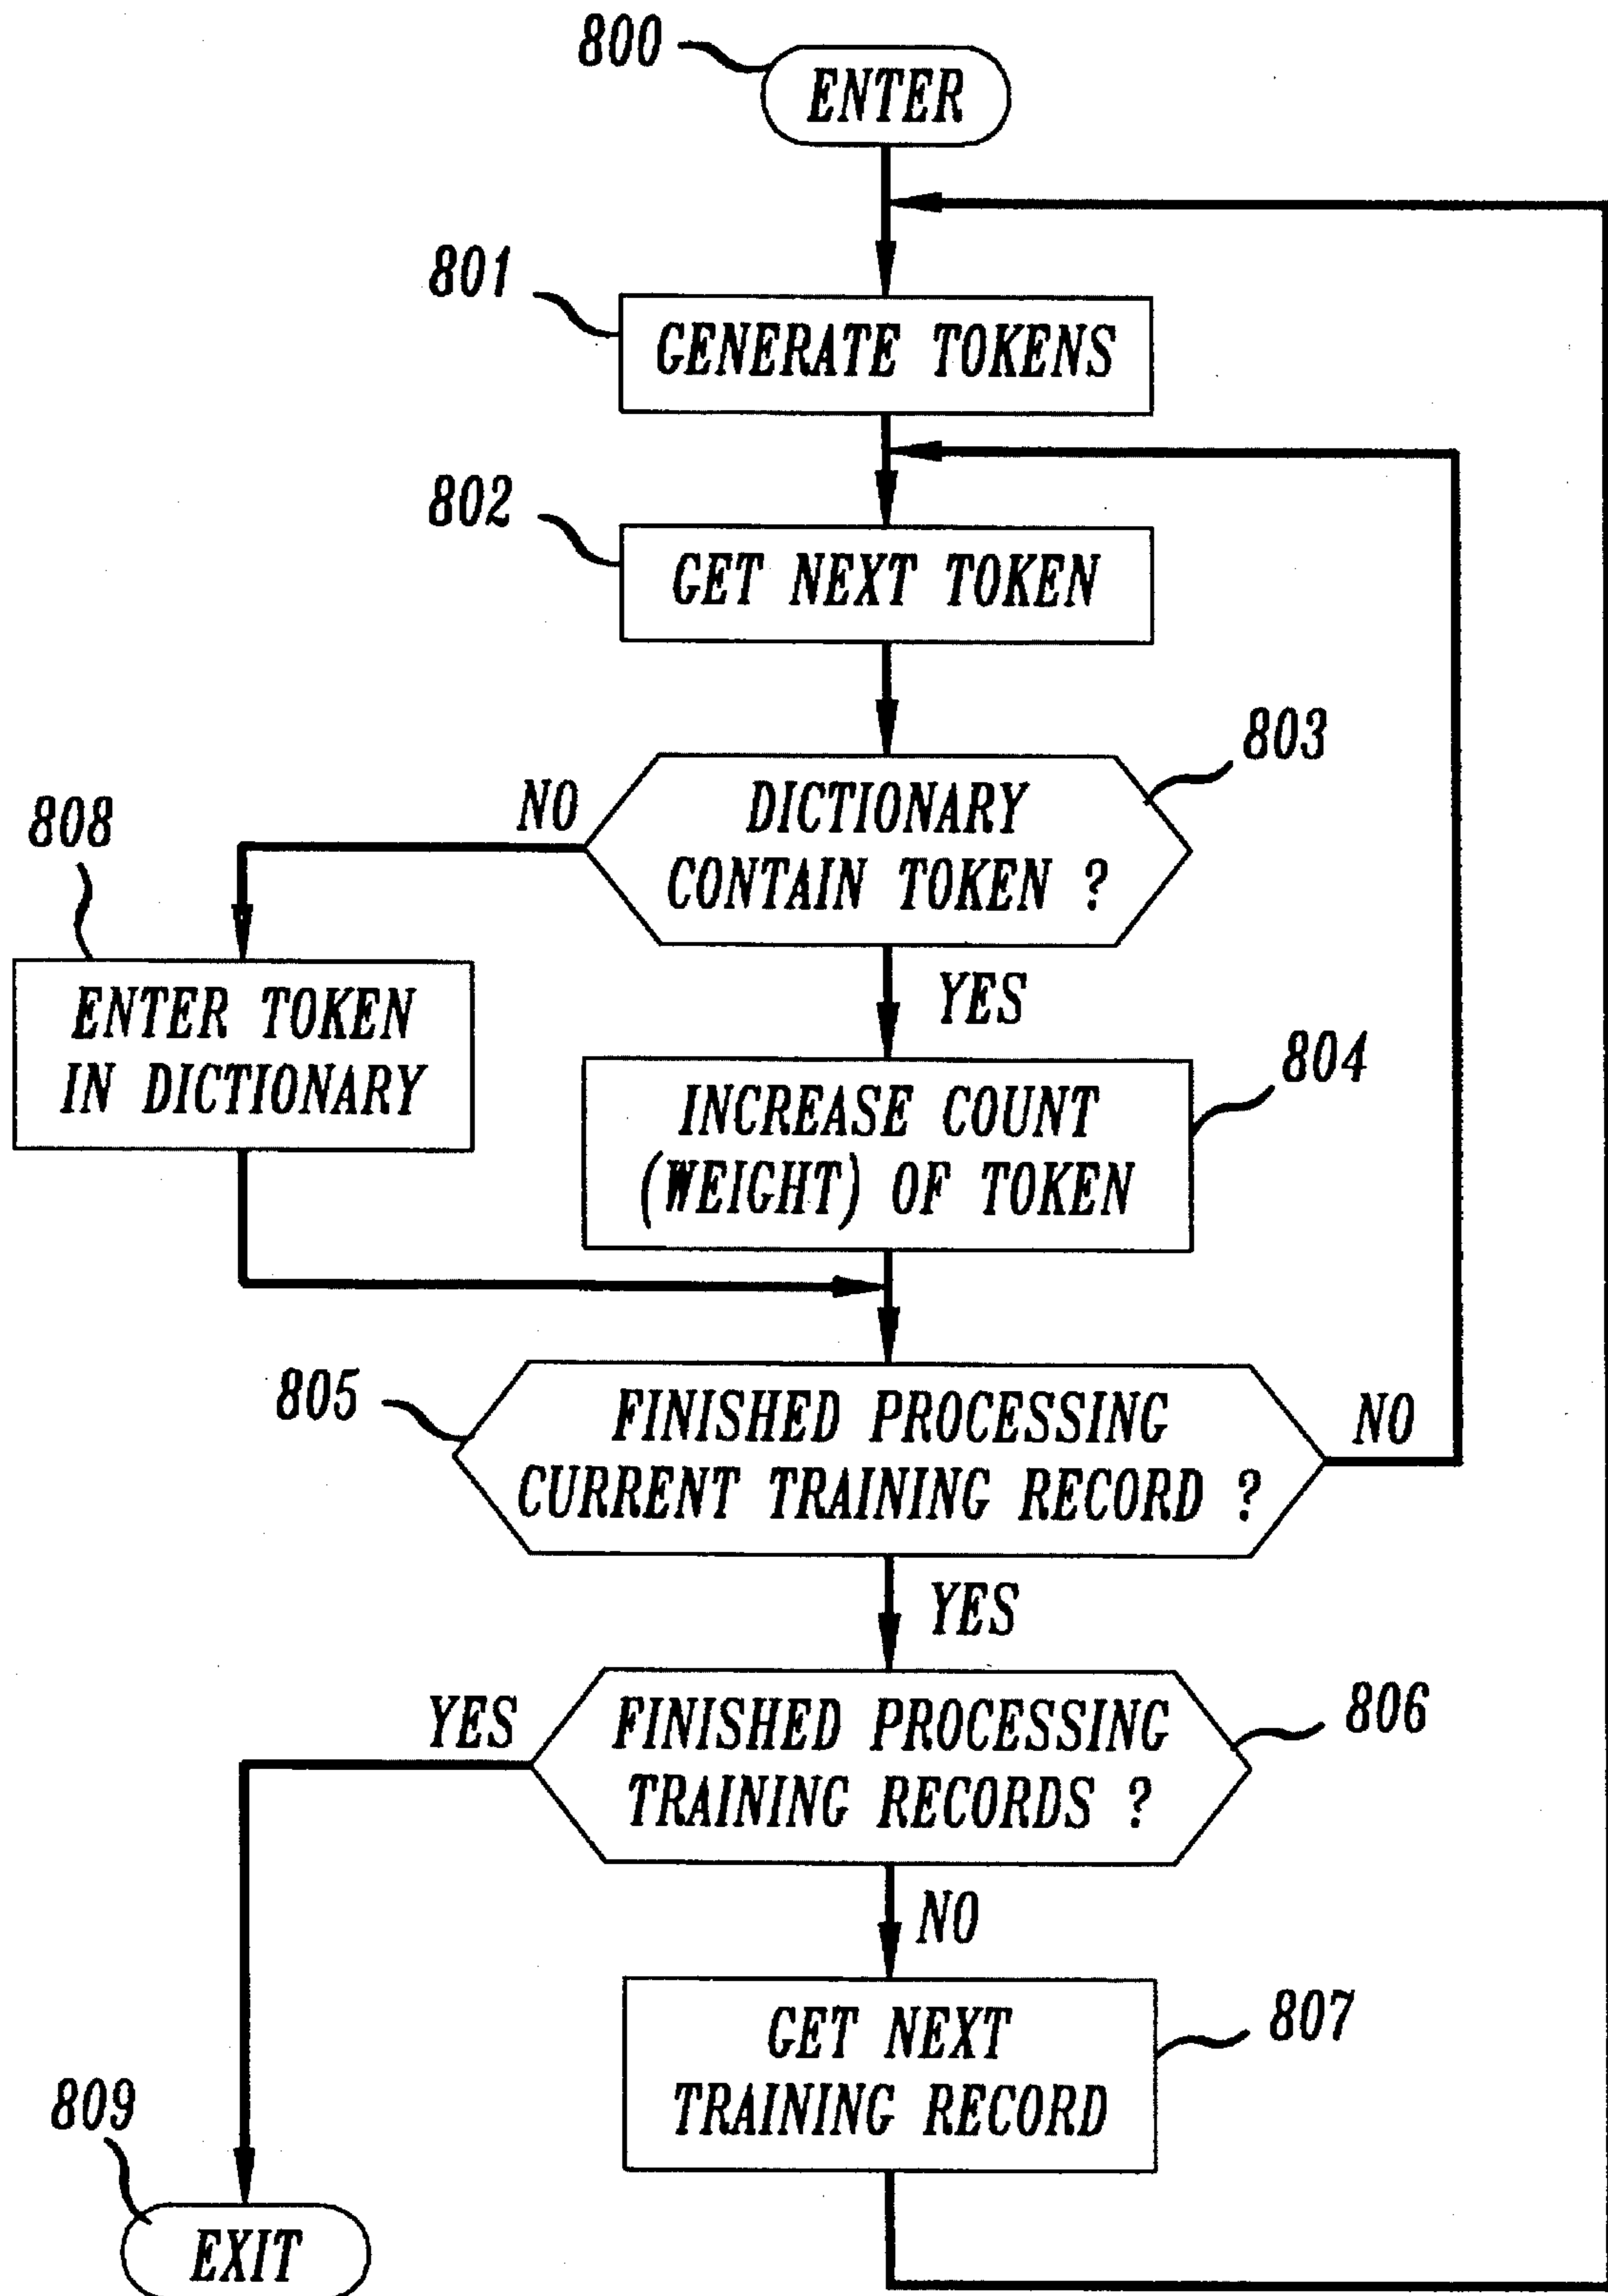 800
ENTER
801
GENERATE TOKENS
802
GET NEXT TOKEN
803
DICTIONARY
CONTAIN TOKEN ?
NO
YES
808
ENTER TOKEN
IN DICTIONARY
804
INCREASE COUNT
(WEIGHT) OF TOKEN
805
FINISHED PROCESSING
CURRENT TRAINING RECORD ?
NO
YES
806
FINISHED PROCESSING
TRAINING RECORDS ?
YES
NO
807
GET NEXT
TRAINING RECORD
809
EXIT